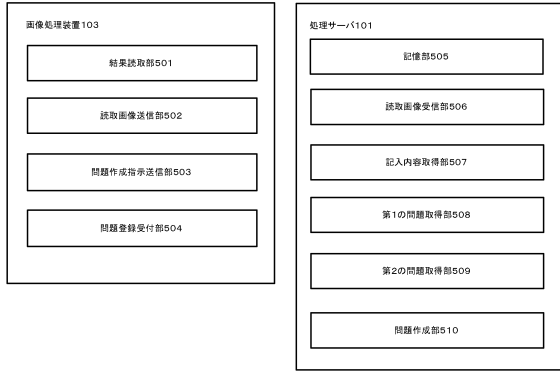 画像処理装置103
結果読取部501
読取画像送信部502
問題作成指示送信部503
問題登録受付部504
処理サーバ101
記憶部505
読取画像受信部506
記入内容取得部507
第1の問題取得部508
第2の問題取得部509
問題作成部510